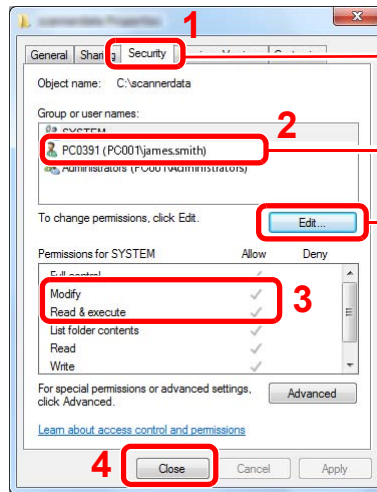 scannerdata Properties
1
General Sharing Security
Object name: C:\scannerdata
Group or user names:
SYSTEM
2
PC0391 (PC001\james.smith)
Administrators (PC001\Administrators)
To change permissions, click Edit.
Edit...
Permissions for SYSTEM Allow Deny
Full control
Modify
3
Read & execute
List folder contents
Read
Write
For special permissions or advanced settings,
click Advanced.
Advanced
Learn about access control and permissions
4
Close Cancel Apply